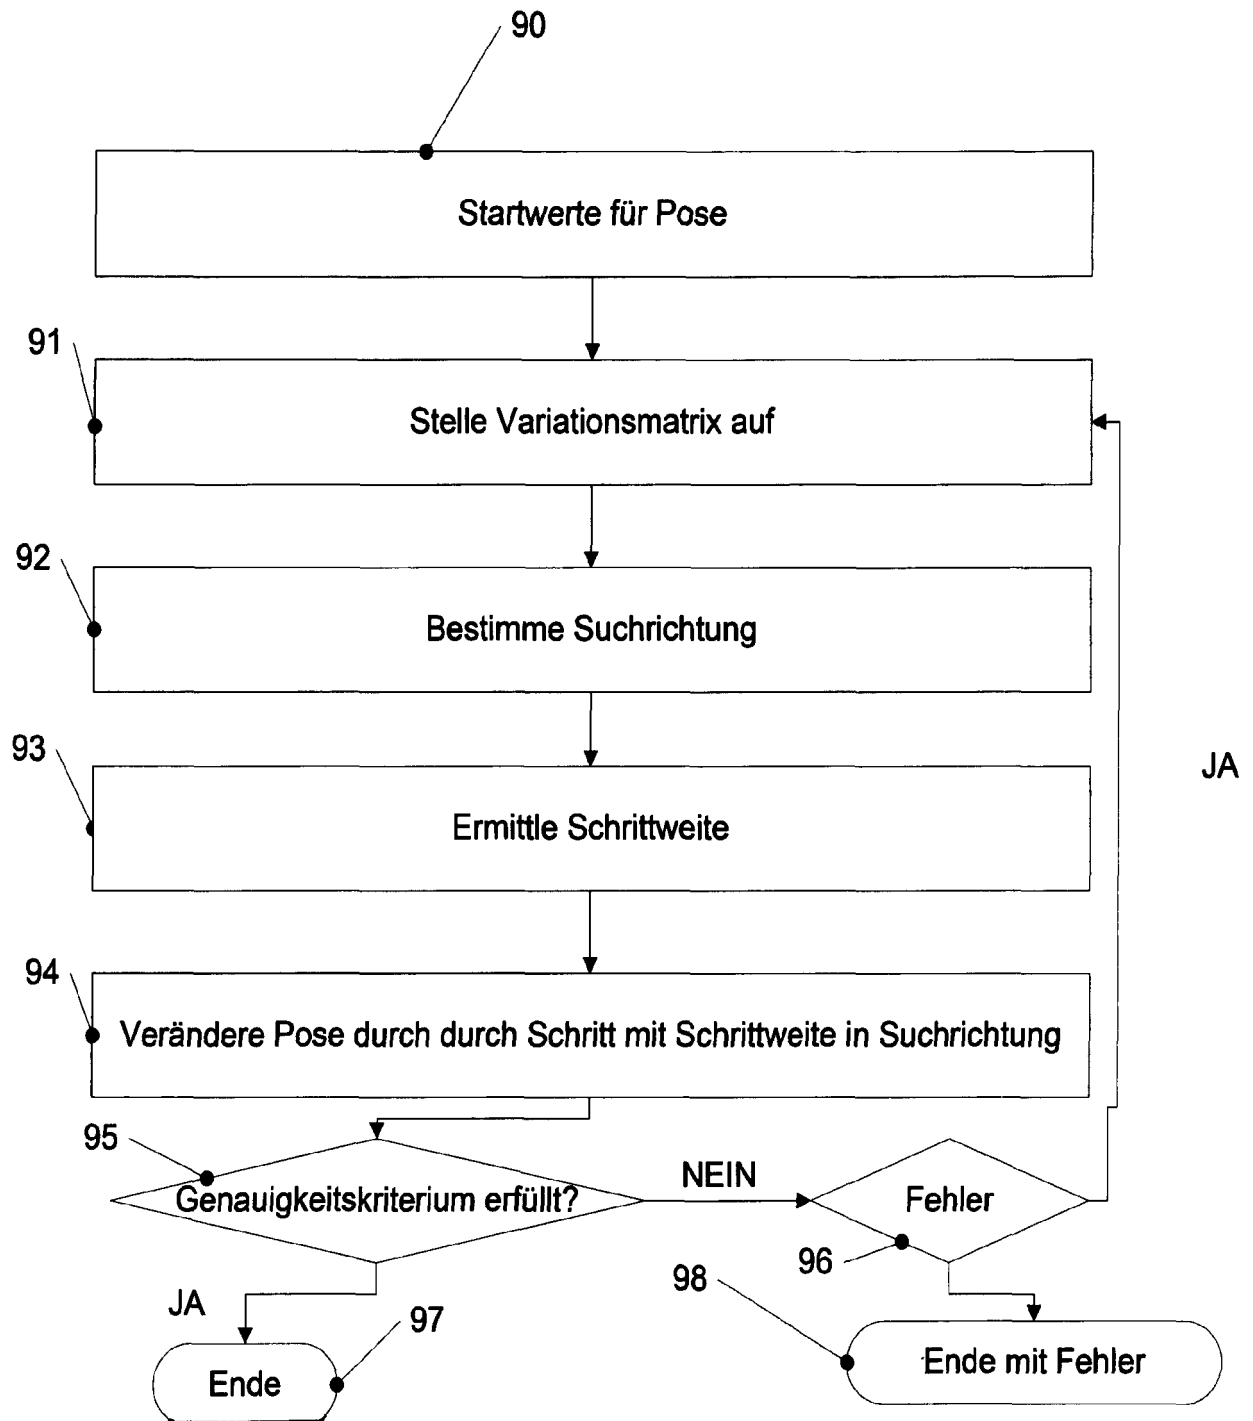 90
Startwerte für Pose
91
Stelle Variationsmatrix auf
92
Bestimme Suchrichtung
93
JA
Ermittle Schrittweite
94
Verändere Pose durch durch Schritt mit Schrittweite in Suchrichtung
95
NEIN
Genauigkeitskriterium erfüllt?
Fehler
96
98
JA
97
Ende
Ende mit Fehler